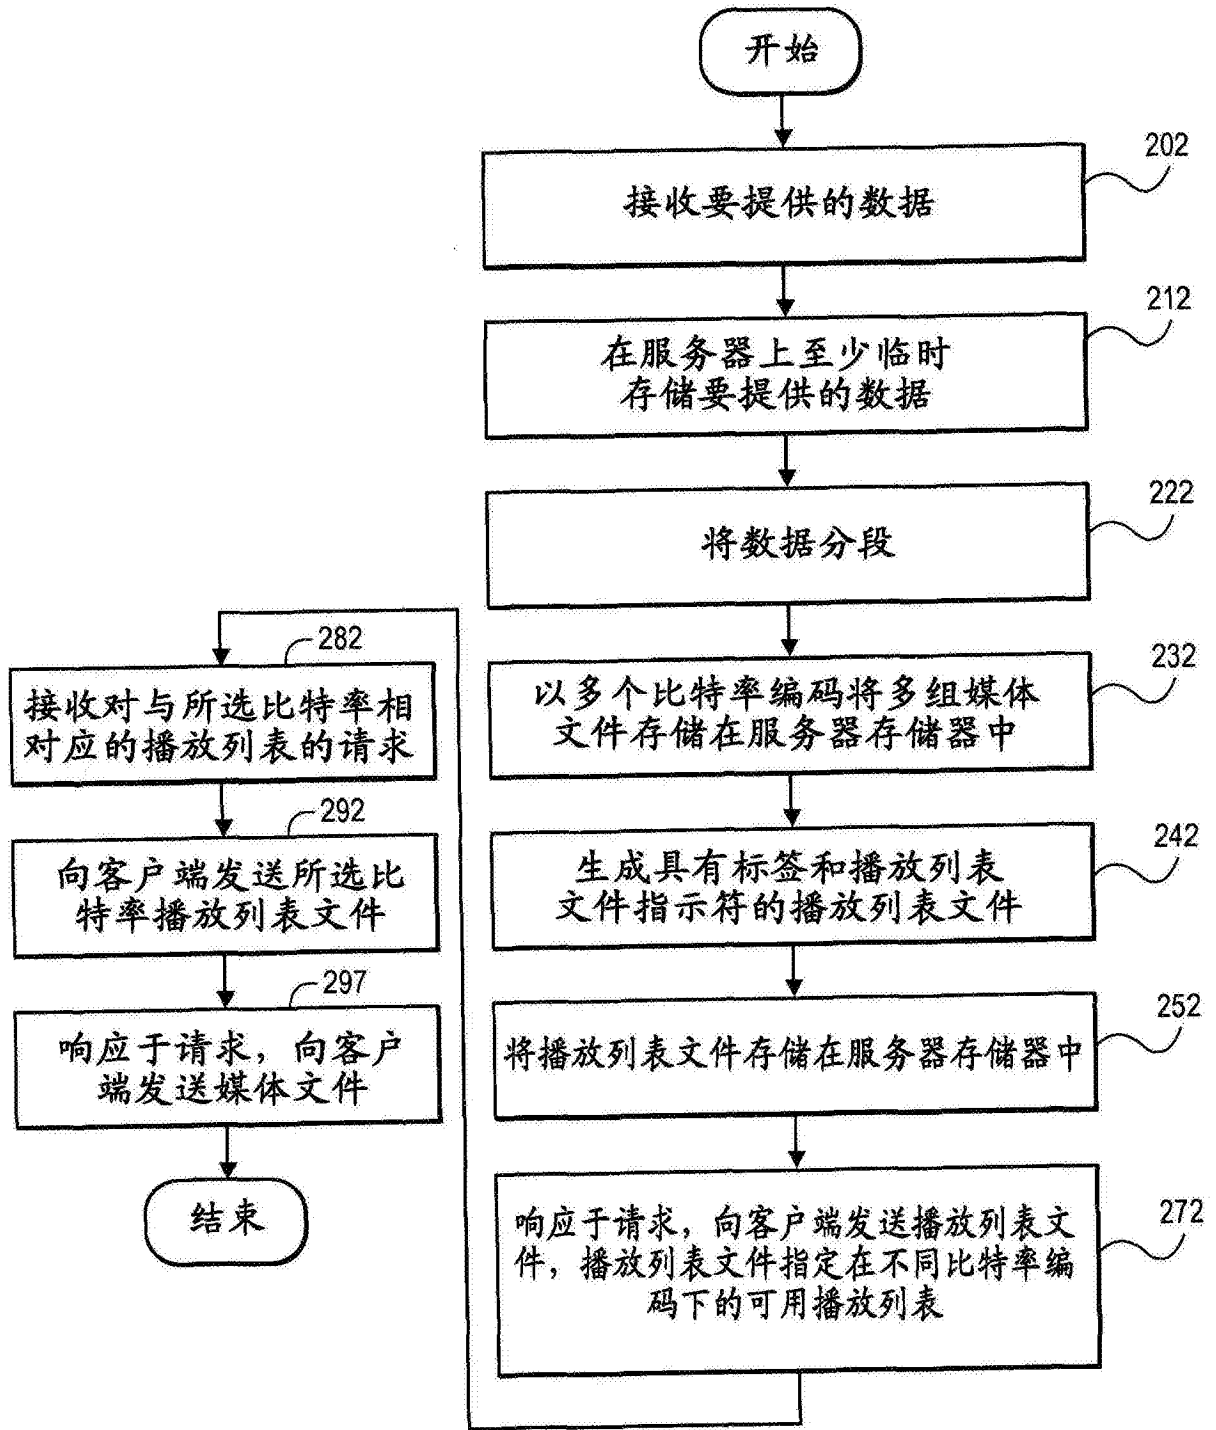 开始
202
接收要提供的数据
212
在服务器上至少临时
存储要提供的数据
222
将数据分段
232
以多个比特率编码将多组媒体
文件存储在服务器存储器中
242
生成具有标签和播放列表
文件指示符的播放列表文件
252
将播放列表文件存储在服务器存储器中
272
响应于请求，向客户端发送播放列表文
件，播放列表文件指定在不同比特率编
码下的可用播放列表
282
接收对与所选比特率相
对应的播放列表的请求
292
向客户端发送所选比
特率播放列表文件
297
响应于请求，向客户
端发送媒体文件
结束